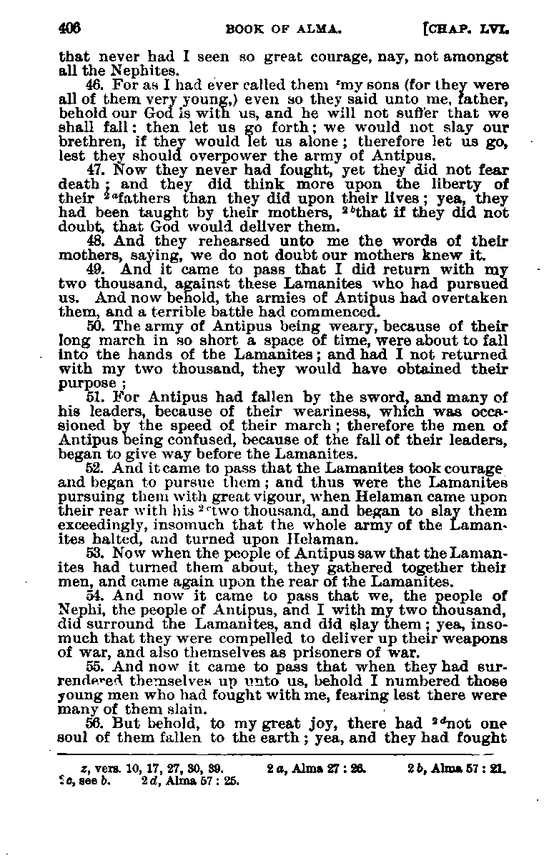 406 BOOK OF ALMA. [CHAP. LVI.
that never had I seen so great courage, nay, not amongst
all the Nephites.
46. For as I had ever called them ᶻmy sons (for they were
all of them very young,) even so they said unto me, father,
behold our God is with us, and he will not suffer that we
shall fall: then let us go forth; we would not slay our
brethren, if they would let us alone; therefore let us go,
lest they should overpower the army of Antipus.
47. Now they never had fought, yet they did not fear
death; and they did think more upon the liberty of
their ²ᵃfathers than they did upon their lives; yea, they
had been taught by their mothers, ²ᵇthat if they did not
doubt, that God would deliver them.
48. And they rehearsed unto me the words of their
mothers, saying, we do not doubt our mothers knew it.
49. And it came to pass that I did return with my
two thousand, against these Lamanites who had pursued
us. And now behold, the armies of Antipus had overtaken
them, and a terrible battle had commenced.
50. The army of Antipus being weary, because of their
long march in so short a space of time, were about to fall
into the hands of the Lamanites; and had I not returned
with my two thousand, they would have obtained their
purpose;
51. For Antipus had fallen by the sword, and many of
his leaders, because of their weariness, which was occa-
sioned by the speed of their march; therefore the men of
Antipus being confused, because of the fall of their leaders,
began to give way before the Lamanites.
52. And it came to pass that the Lamanites took courage
and began to pursue them; and thus were the Lamanites
pursuing them with great vigour, when Helaman came upon
their rear with his ²ᶜtwo thousand, and began to slay them
exceedingly, insomuch that the whole army of the Laman-
ites halted, and turned upon Helaman.
53. Now when the people of Antipus saw that the Laman-
ites had turned them about, they gathered together their
men, and came again upon the rear of the Lamanites.
54. And now it came to pass that we, the people of
Nephi, the people of Antipus, and I with my two thousand,
did surround the Lamanites, and did slay them; yea, inso-
much that they were compelled to deliver up their weapons
of war, and also themselves as prisoners of war.
55. And now it came to pass that when they had sur-
rendered themselves up unto us, behold I numbered those
young men who had fought with me, fearing lest there were
many of them slain.
56. But behold, to my great joy, there had ²ᵈnot one
soul of them fallen to the earth; yea, and they had fought
z, vers. 10, 17, 27, 30, 39. 2 a, Alma 27 : 26. 2 b, Alma 57 : 21.
2 c, see b. 2 d, Alma 57 : 25.